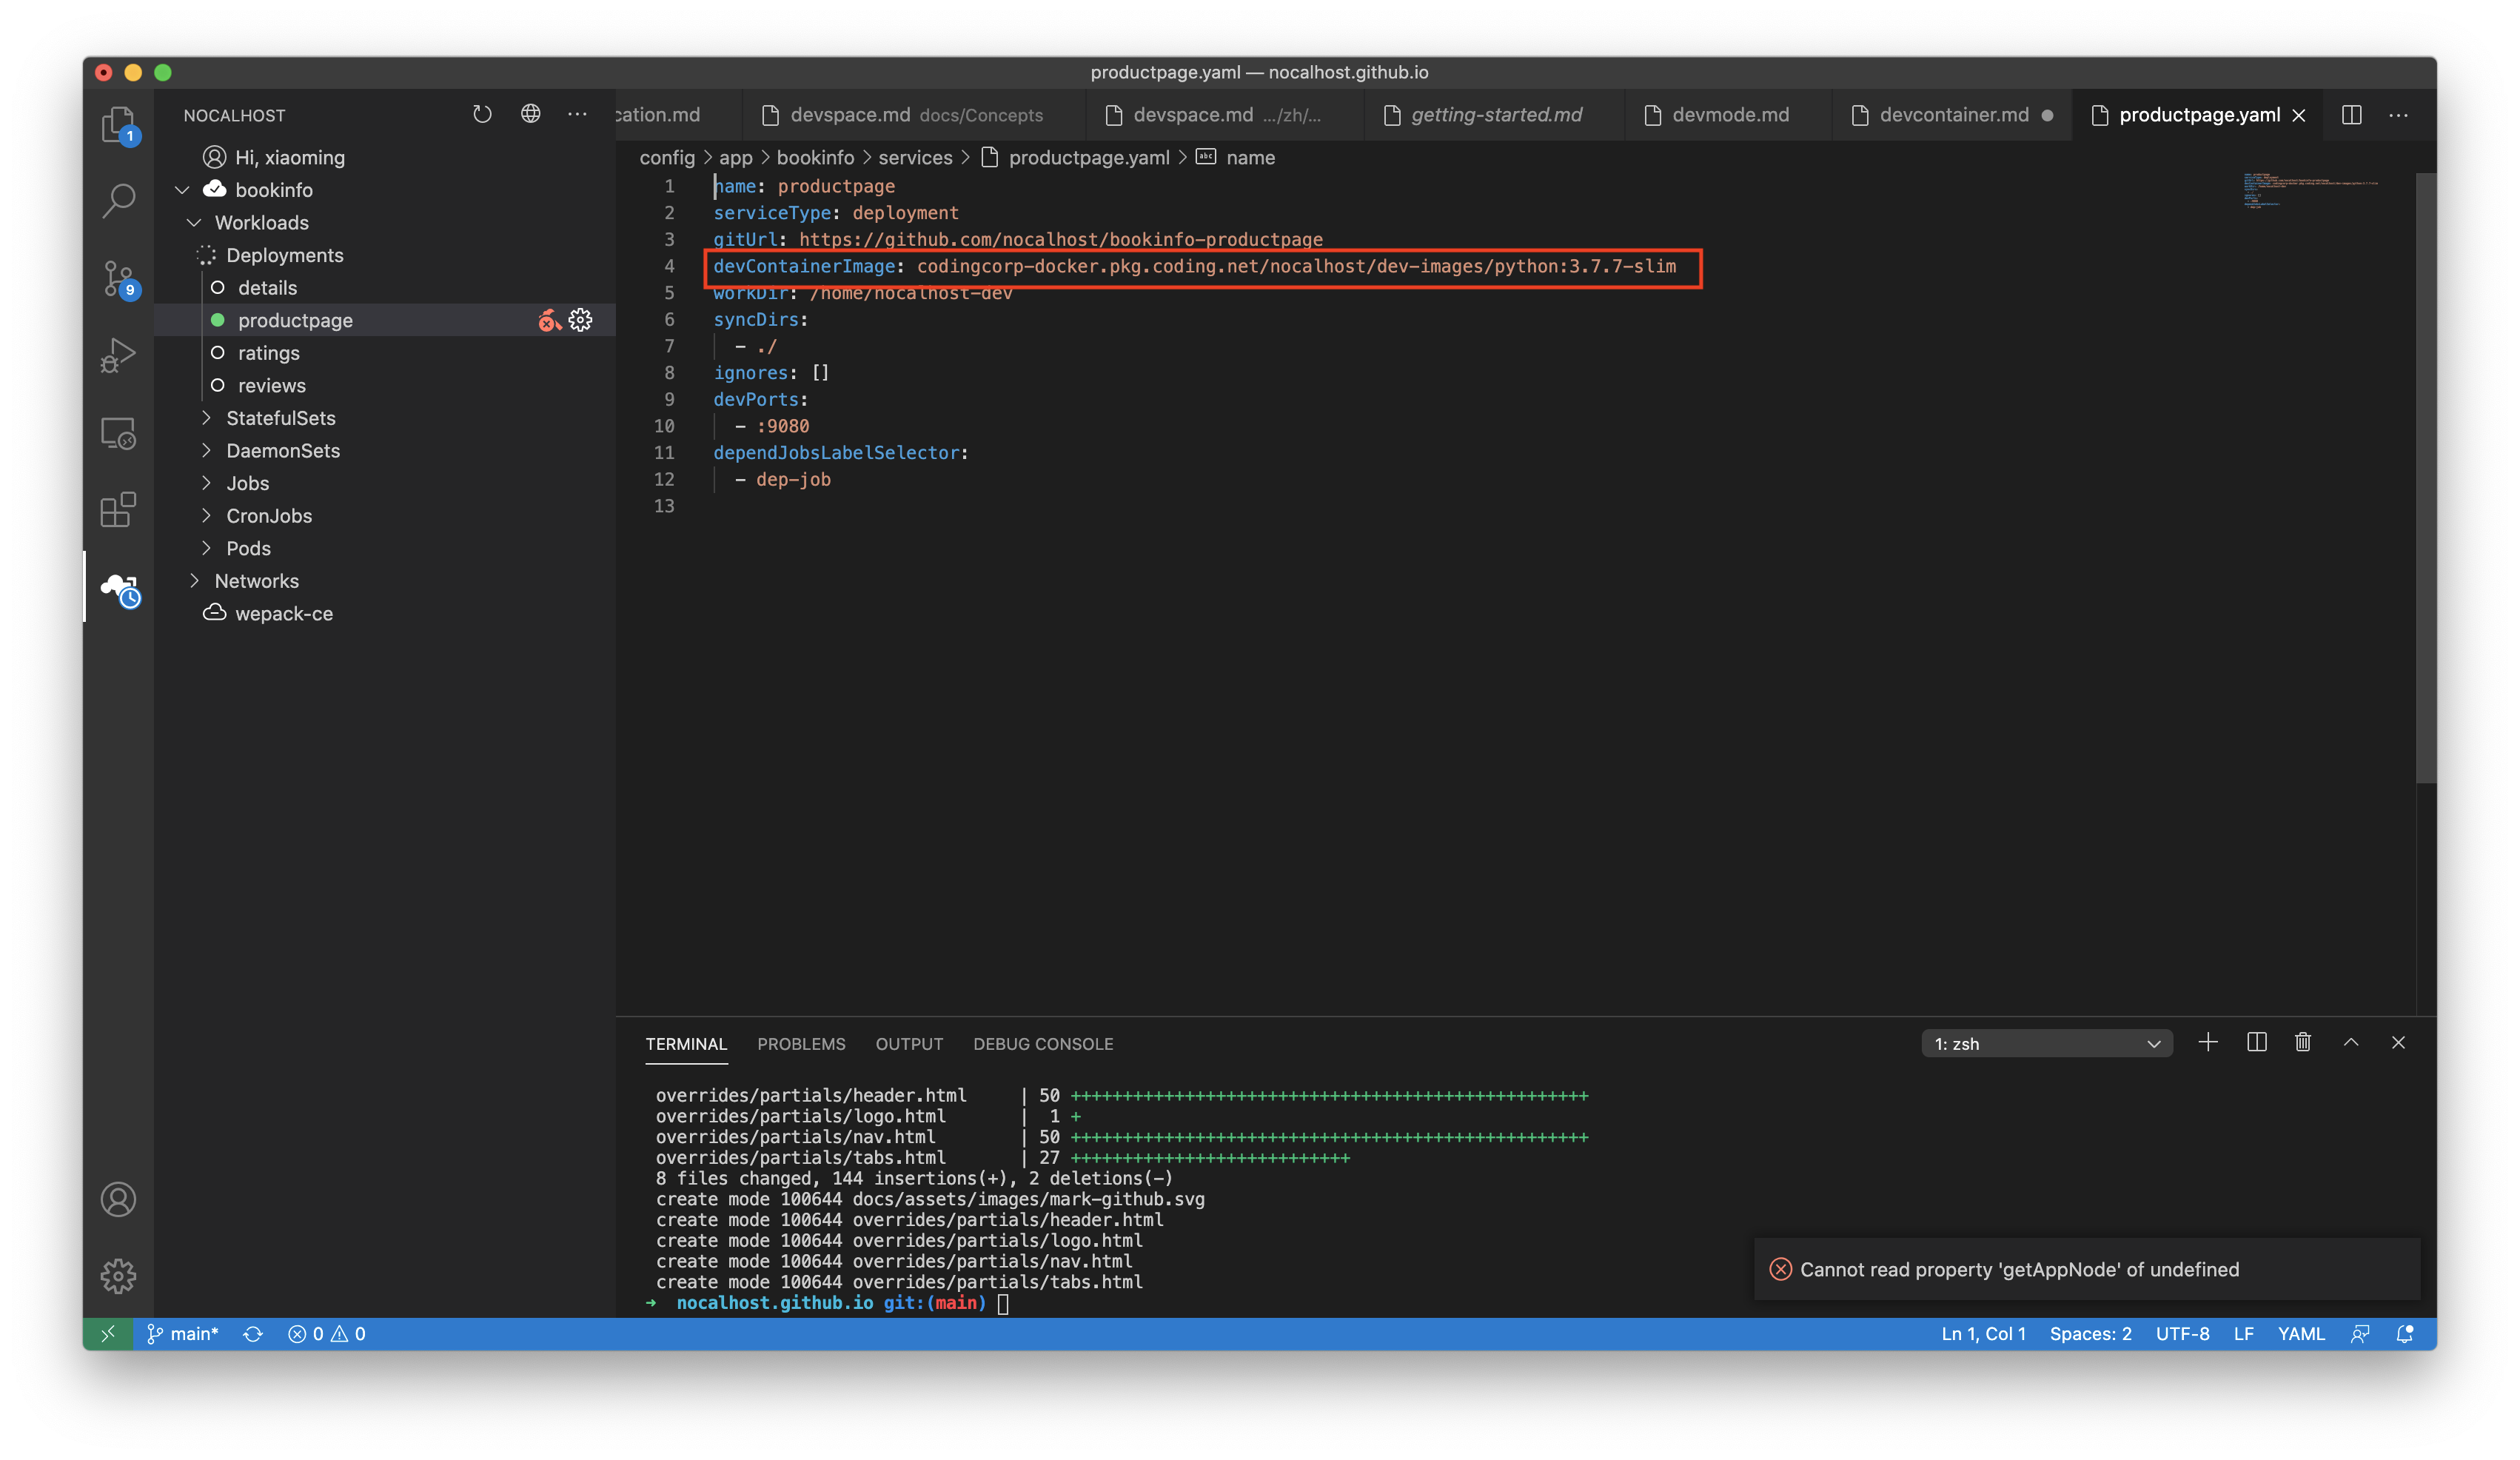 productpage.yaml — nocalhost.github.io
NOCALHOST
Hi, xiaoming
bookinfo
Workloads
Deployments
details
productpage
ratings
reviews
StatefulSets
DaemonSets
Jobs
CronJobs
Pods
Networks
wepack-ce
1
9
cation.md
devspace.md docs/Concepts
devspace.md .../zh/...
getting-started.md
devmode.md
devcontainer.md
productpage.yaml
config > app > bookinfo > services > productpage.yaml > abc name
1 name: productpage
2 serviceType: deployment
3 gitUrl: https://github.com/nocalhost/bookinfo-productpage
4 devContainerImage: codingcorp-docker.pkg.coding.net/nocalhost/dev-images/python:3.7.7-slim
5 workDir: /home/nocalhost-dev
6 syncDirs:
7 - ./
8 ignores: []
9 devPorts:
10 - :9080
11 dependJobsLabelSelector:
12 - dep-job
13
TERMINAL PROBLEMS OUTPUT DEBUG CONSOLE
1: zsh
overrides/partials/header.html | 50 ++++++++++++++++++++++++++++++++++++++++++++++++++
overrides/partials/logo.html | 1 +
overrides/partials/nav.html | 50 ++++++++++++++++++++++++++++++++++++++++++++++++++
overrides/partials/tabs.html | 27 +++++++++++++++++++++++++++
8 files changed, 144 insertions(+), 2 deletions(-)
create mode 100644 docs/assets/images/mark-github.svg
create mode 100644 overrides/partials/header.html
create mode 100644 overrides/partials/logo.html
create mode 100644 overrides/partials/nav.html
create mode 100644 overrides/partials/tabs.html
➜ nocalhost.github.io git:(main)
Cannot read property 'getAppNode' of undefined
main* 0 0
Ln 1, Col 1 Spaces: 2 UTF-8 LF YAML